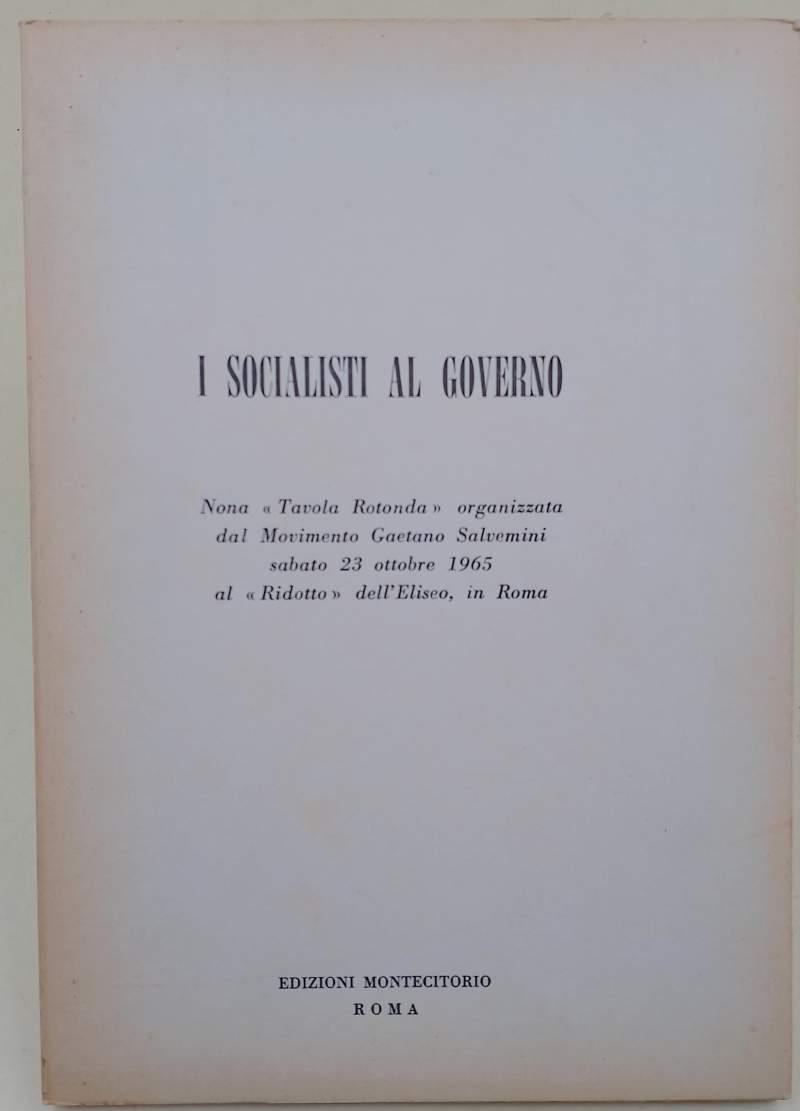 I SOCIALISTI AL GOVERNO
Nona « Tavola Rotonda » organizzata
dal Movimento Gaetano Salvemini
sabato 23 ottobre 1965
al « Ridotto » dell'Eliseo, in Roma
EDIZIONI MONTECITORIO
ROMA